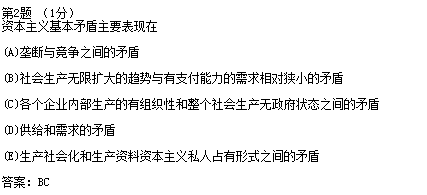 第2题 （1分）
资本主义基本矛盾主要表现在
(A)垄断与竟争之间的矛盾
(B)社会生产无限扩大的趋势与有支付能力的需求相对狭小的矛盾
(C)各个企业内部生产的有组织性和整个社会生产无政府状态之间的矛盾
(D)供给和需求的矛盾
(E)生产社会化和生产资料资本主义私人占有形式之间的矛盾
答案：BC